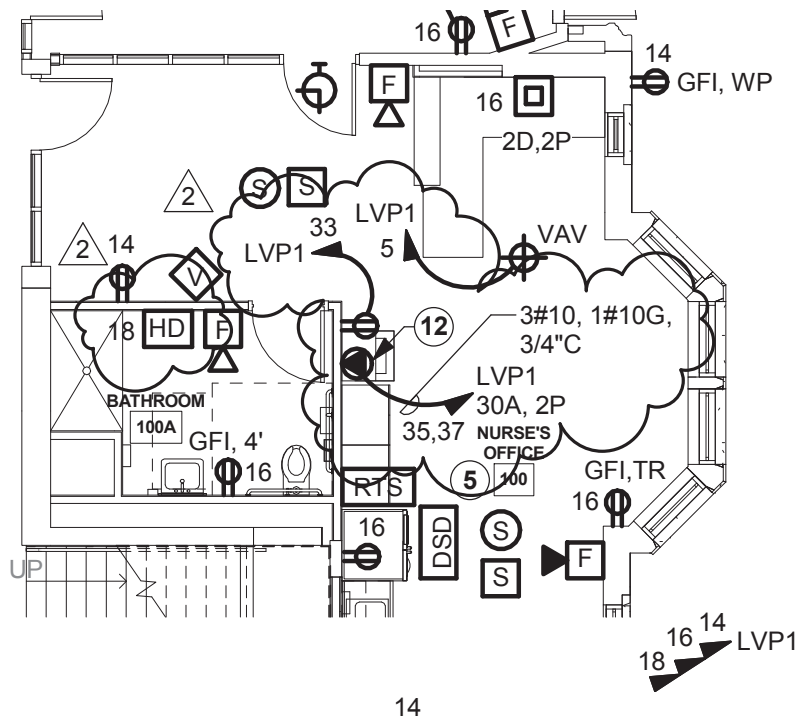 16
F
14
F
GFI, WP
16
2D,2P
2
S
S
LVP1
33
VAV
2
LVP1
5
14
V
18
HD
F
12
3#10, 1#10G,
3/4"C
LVP1
30A, 2P
BATHROOM
100A
35,37
NURSE'S
OFFICE
GFI, 4'
16
RTS
5
100
GFI,TR
16
16
DSD
S
F
S
UP
14
16
18
LVP1
14